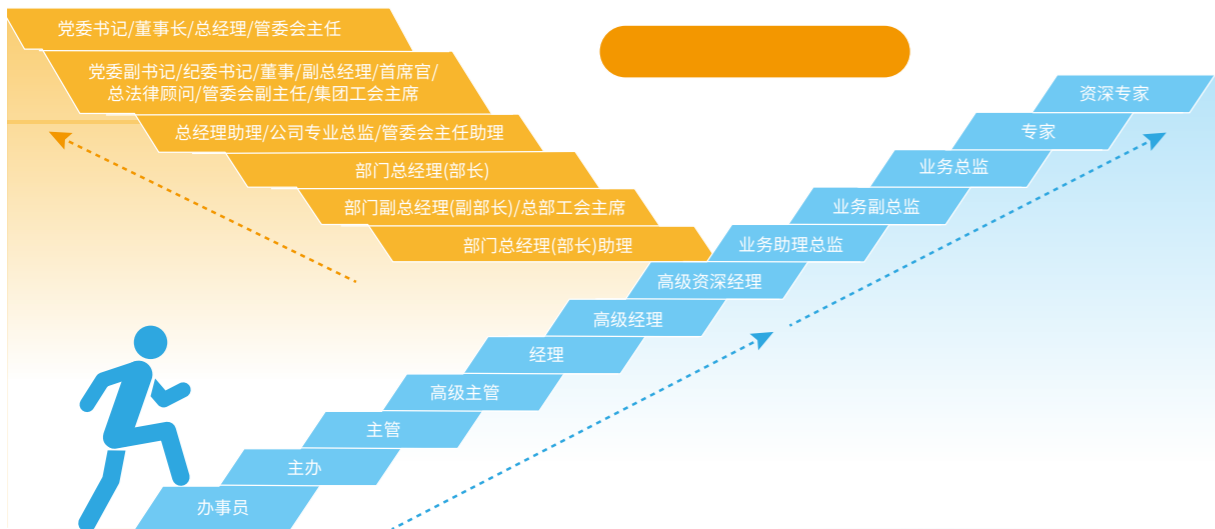 党委书记/董事长/总经理/管委会主任
党委副书记/纪委书记/董事/副总经理/首席官/
总法律顾问/管委会副主任/集团工会主席
总经理助理/公司专业总监/管委会主任助理
部门总经理(部长)
部门副总经理(副部长)/总部工会主席
部门总经理(部长)助理
资深专家
专家
业务总监
业务副总监
业务助理总监
高级资深经理
高级经理
经理
高级主管
主管
主办
办事员